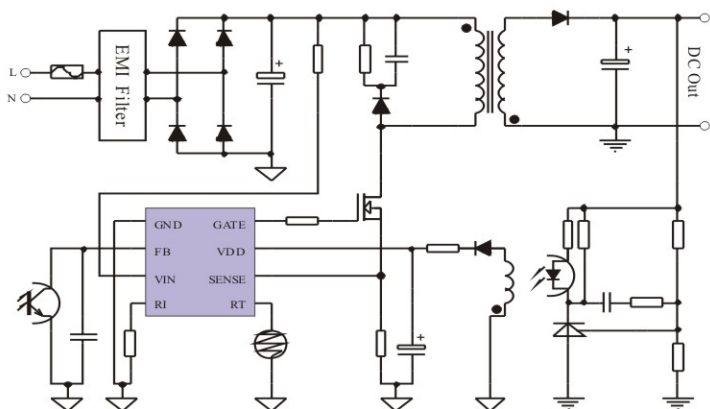 L
N
EMI Filter
+
+
DC Out
GND GATE
FB VDD
VIN SENSE
RI RT
+